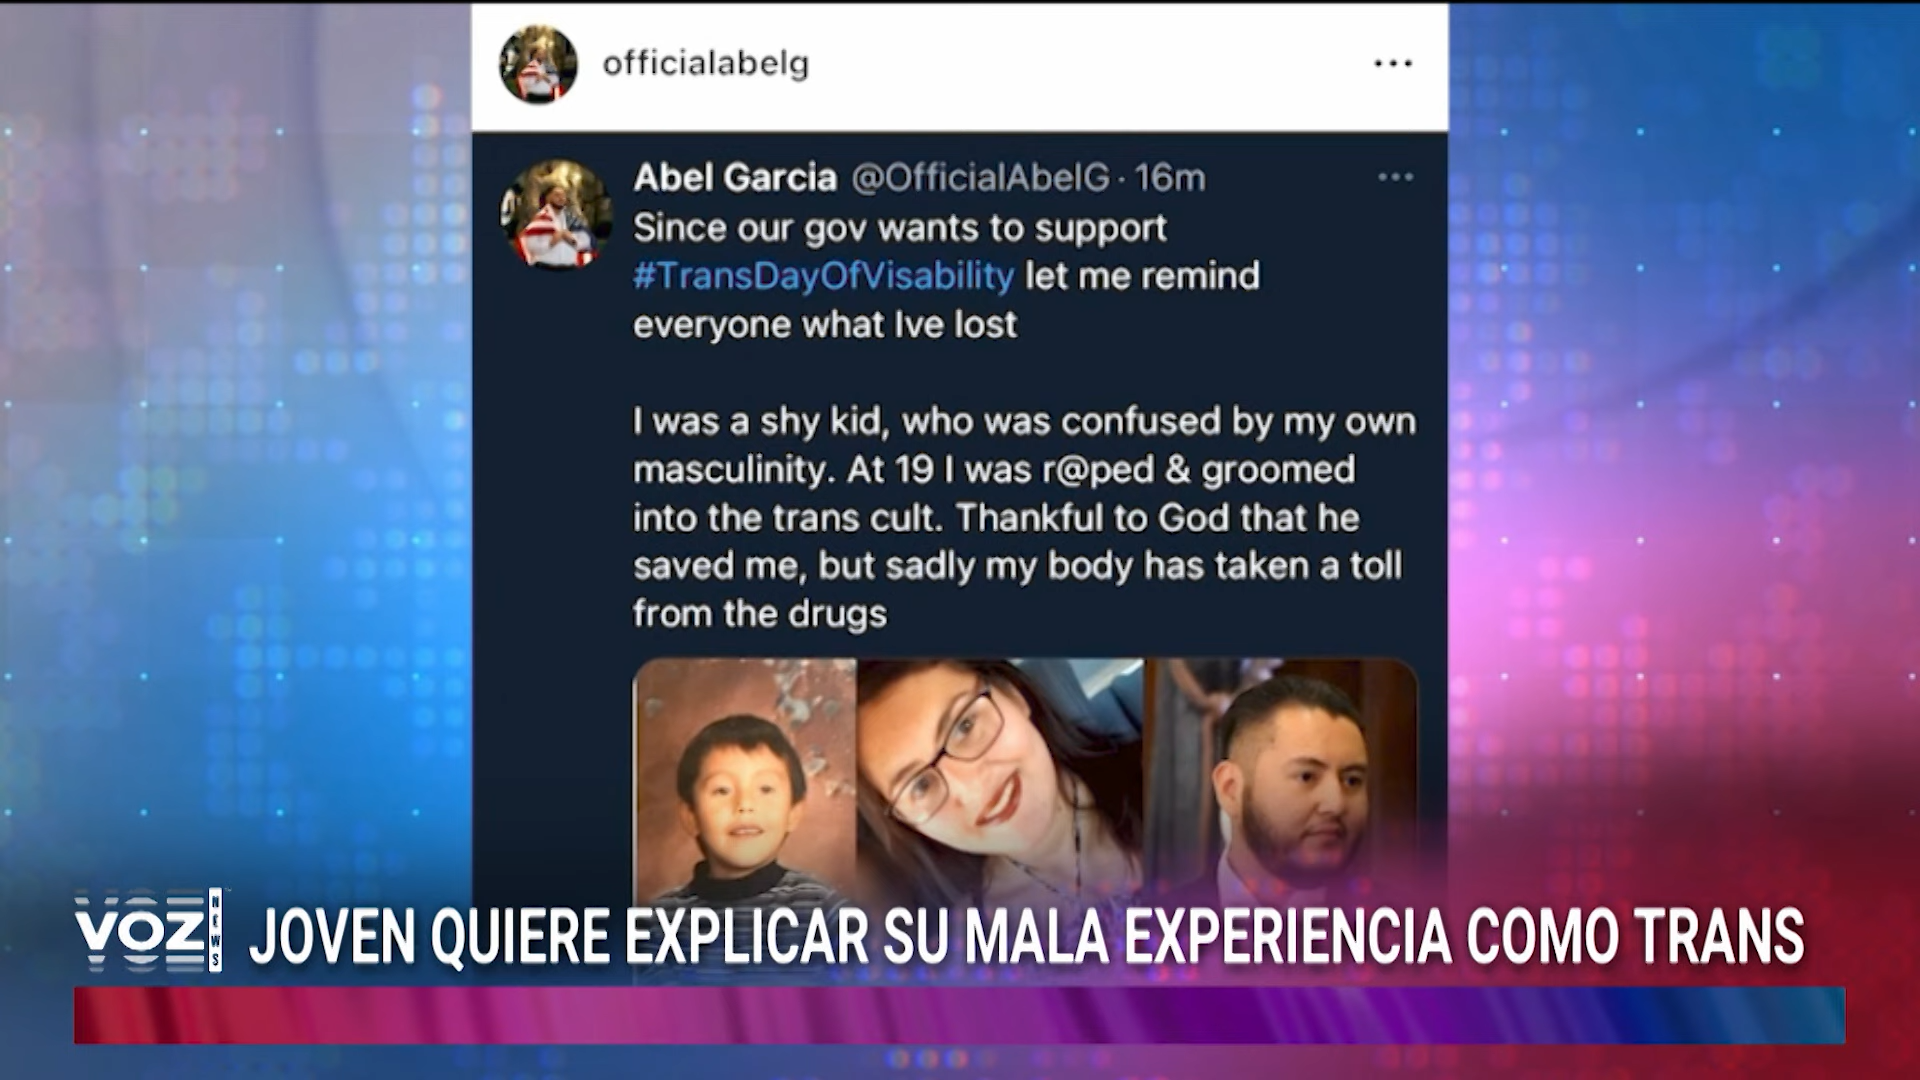 officialabelg
Abel Garcia @OfficialAbelG · 16m
Since our gov wants to support
#TransDayOfVisability let me remind
everyone what Ive lost
I was a shy kid, who was confused by my own
masculinity. At 19 I was r@ped & groomed
into the trans cult. Thankful to God that he
saved me, but sadly my body has taken a toll
from the drugs
VOZ NEWS
JOVEN QUIERE EXPLICAR SU MALA EXPERIENCIA COMO TRANS